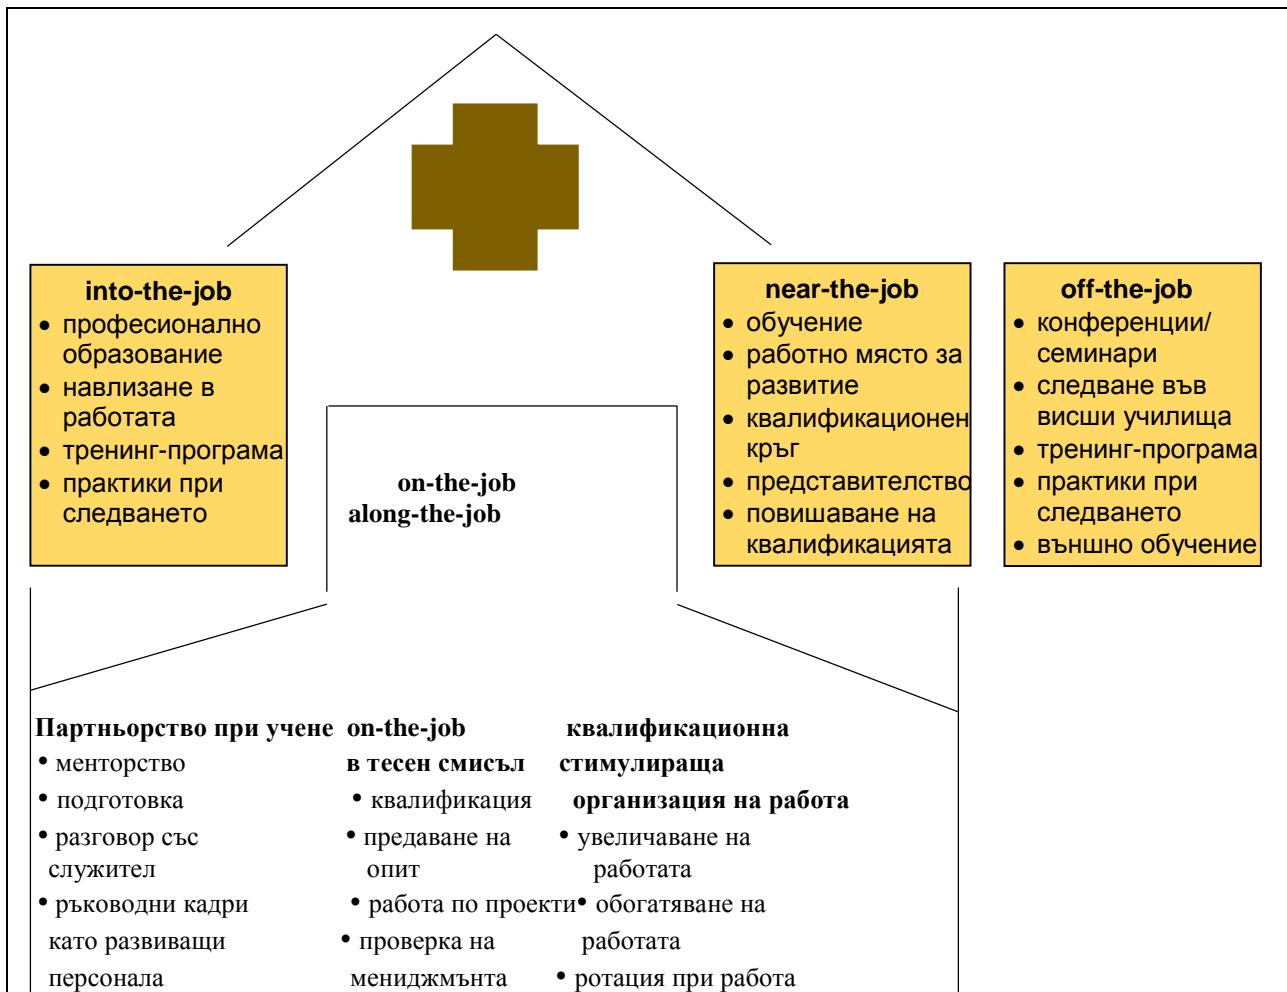 into-the-job
• професионално
образование
• навлизане в
работата
• тренинг-програма
• практики при
следването
near-the-job
• обучение
• работно място за
развитие
• квалификационен
кръг
• представителство
• повишаване на
квалификацията
off-the-job
• конференции/
семинари
• следване във
висши училища
• тренинг-програма
• практики при
следването
• външно обучение
on-the-job
along-the-job
Партньорство при учене
• менторство
• подготовка
• разговор със
служител
• ръководни кадри
като развиващи
персонала
on-the-job
в тесен смисъл
• квалификация
• предаване на
опит
• работа по проекти
• проверка на
мениджмънта
квалификационна
стимулираща
организация на работа
• увеличаване на
работата
• обогатяване на
работата
• ротация при работа